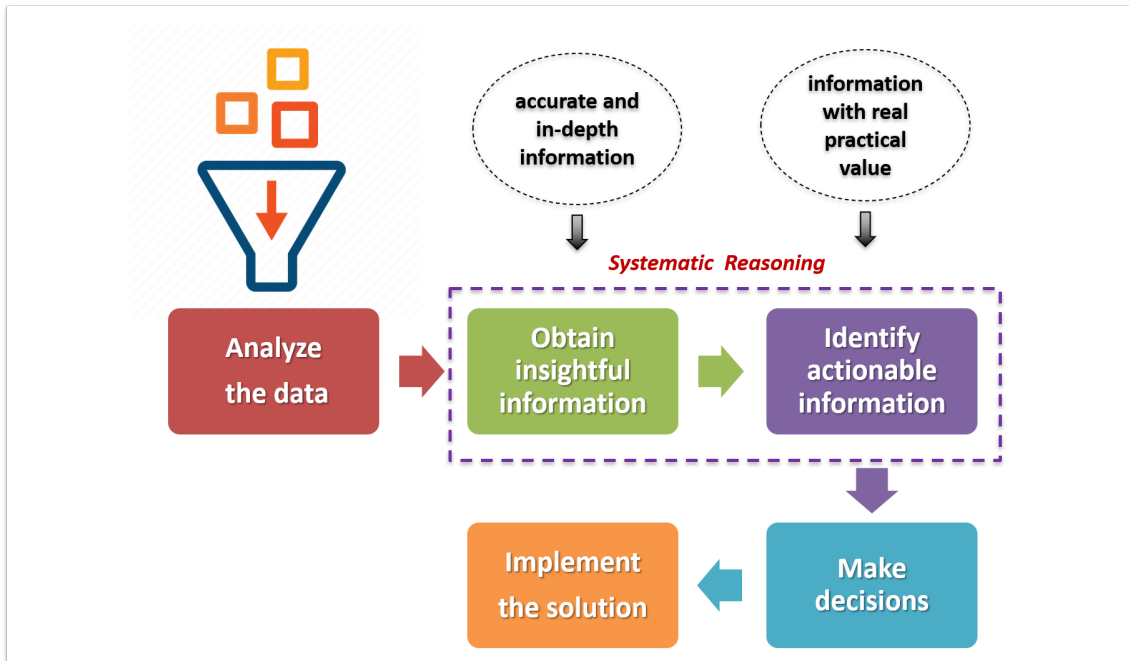 accurate and
in-depth
information
information
with real
practical
value
Systematic Reasoning
Analyze
the data
Obtain
insightful
information
Identify
actionable
information
Implement
the solution
Make
decisions